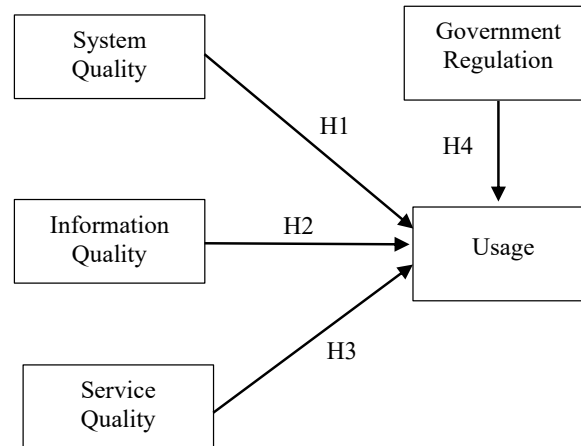 System
Quality
Government
Regulation
H1
H4
Information
Quality
H2
Usage
H3
Service
Quality